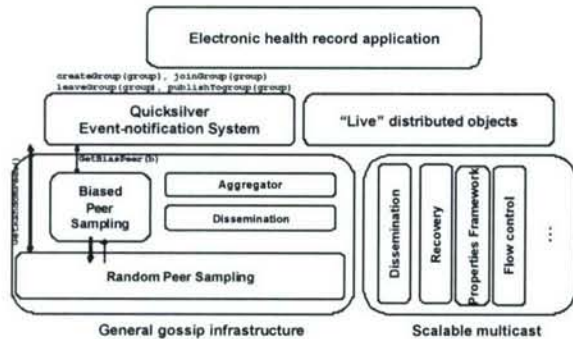 Electronic health record application
createGroup(group), joinGroup(group)
leaveGroup(group), publishTogroup(group)
Quicksilver
Event-notification System
"Live" distributed objects
GetBiasPeer(b)
Biased
Peer
Sampling
Aggregator
Dissemination
Random Peer Sampling
General gossip infrastructure
Dissemination
Recovery
Properties Framework
Flow control
...
Scalable multicast